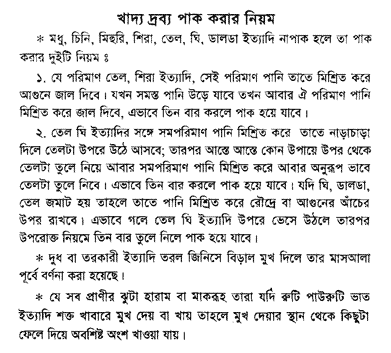 খাদ্য দ্রব্য পাক করার নিয়ম
* মধু, চিনি, মিছরি, শিরা, তেল, ঘি, ডালডা ইত্যাদি নাপাক হলে তা পাক
করার দুইটি নিয়ম ঃ
১. যে পরিমাণ তেল, শিরা ইত্যাদি, সেই পরিমাণ পানি তাতে মিশ্রিত করে
আগুনে জাল দিবে। যখন সমস্ত পানি উড়ে যাবে তখন আবার ঐ পরিমাণ পানি
মিশ্রিত করে জাল দিবে, এভাবে তিন বার করলে পাক হয়ে যাবে।
২. তেল ঘি ইত্যাদির সঙ্গে সমপরিমাণ পানি মিশ্রিত করে তাতে নাড়াচাড়া
দিলে তেলটা উপরে উঠে আসবে; তারপর আস্তে আস্তে কোন উপায়ে উপর থেকে
তেলটা তুলে নিয়ে আবার সমপরিমাণ পানি মিশ্রিত করে আবার অনুরূপ ভাবে
তেলটা তুলে নিবে। এভাবে তিন বার করলে পাক হয়ে যাবে। যদি ঘি, ডালডা,
তেল জমাট হয় তাহলে তাতে পানি মিশ্রিত করে রৌদ্রে বা আগুনের আঁচের
উপর রাখবে। এভাবে গলে তেল ঘি ইত্যাদি উপরে ভেসে উঠলে তারপর
উপরোক্ত নিয়মে তিন বার তুলে নিলে পাক হয়ে যাবে।
* দুধ বা তরকারী ইত্যাদি তরল জিনিসে বিড়াল মুখ দিলে তার মাসআলা
পূর্বে বর্ণনা করা হয়েছে।
* যে সব প্রাণীর ঝুটা হারাম বা মাকরূহ তারা যদি রুটি পাউরুটি ভাত
ইত্যাদি শক্ত খাবারে মুখ দেয় বা খায় তাহলে মুখ দেয়ার স্থান থেকে কিছুটা
ফেলে দিয়ে অবশিষ্ট অংশ খাওয়া যায়।